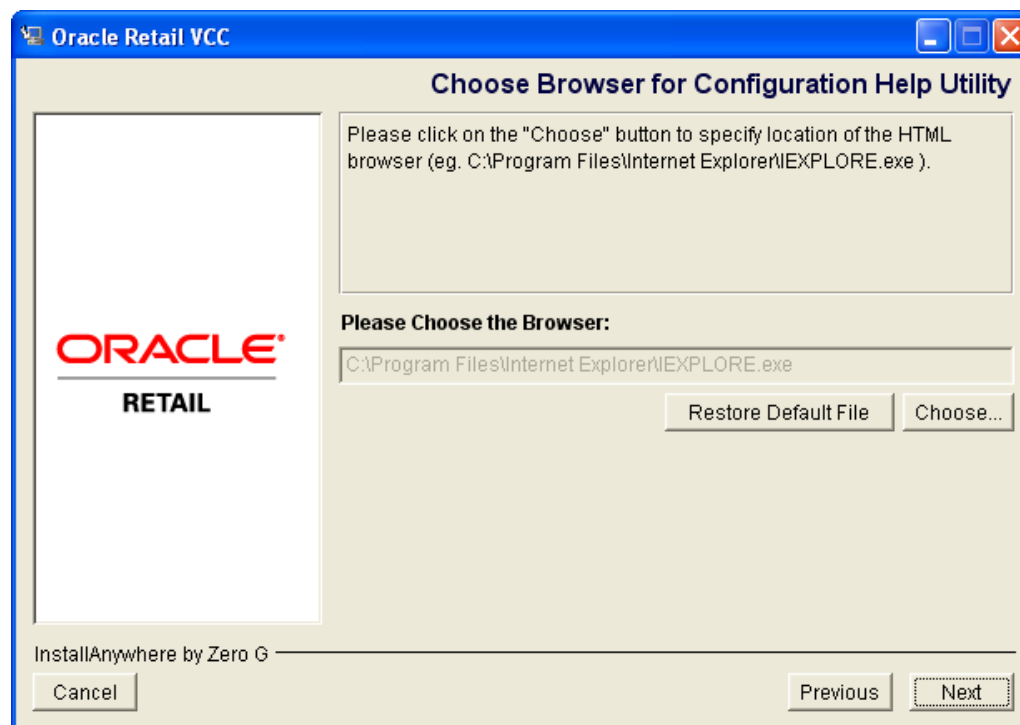 Oracle Retail VCC
Choose Browser for Configuration Help Utility
Please click on the "Choose" button to specify location of the HTML
browser (eg. C:\Program Files\Internet Explorer\IEXPLORE.exe ).
ORACLE®
RETAIL
Please Choose the Browser:
C:\Program Files\Internet Explorer\IEXPLORE.exe
Restore Default File
Choose...
InstallAnywhere by Zero G
Cancel
Previous
Next